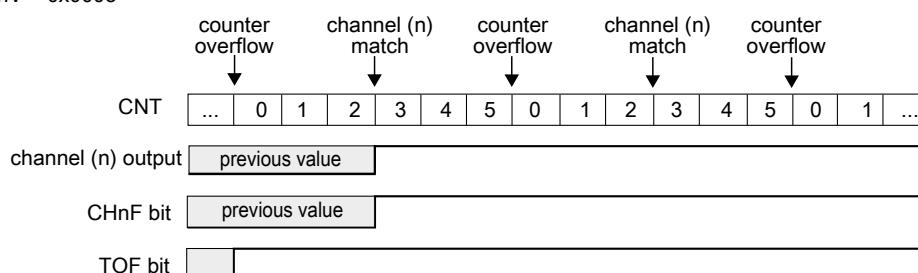 counter channel (n) counter channel (n) counter
overflow match overflow match overflow
CNT ... 0 1 2 3 4 5 0 1 2 3 4 5 0 1 ...
channel (n) output previous value
CHnF bit previous value
TOF bit